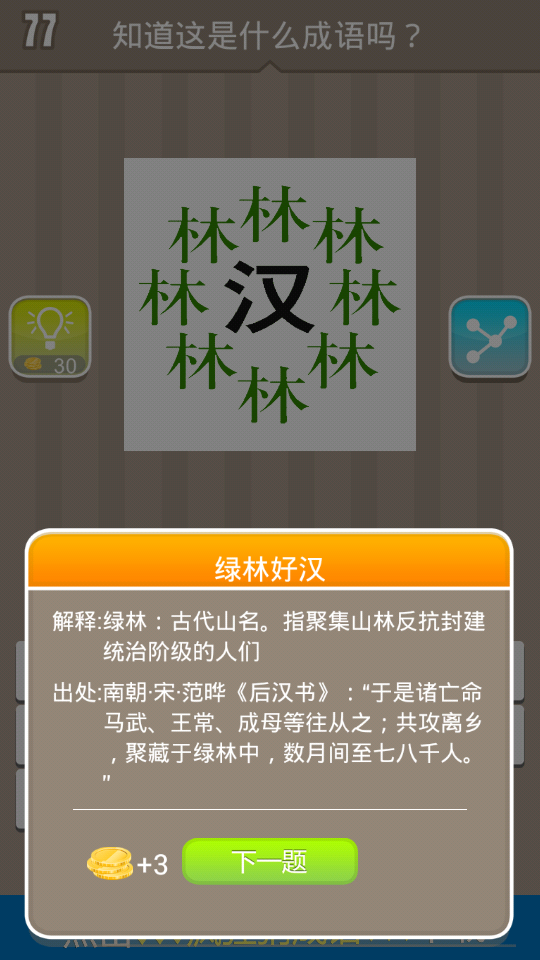 77
知道这是什么成语吗？
林
林 林
林 汉 林
林 林
林
30
绿林好汉
解释:绿林：古代山名。指聚集山林反抗封建
统治阶级的人们
出处:南朝·宋·范晔《后汉书》：“于是诸亡命
马武、王常、成母等往从之；共攻离乡
，聚藏于绿林中，数月间至七八千人。
”
+3
下一题